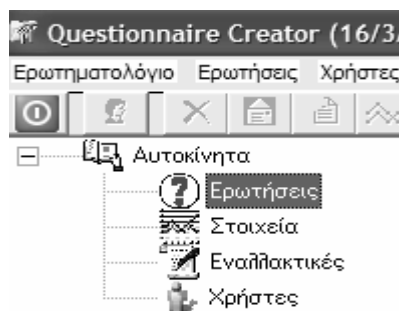 Questionnaire Creator (16/3/
Ερωτηματολόγιο Ερωτήσεις Χρήστες
Αυτοκίνητα
Ερωτήσεις
Στοιχεία
Εναλλακτικές
Χρήστες